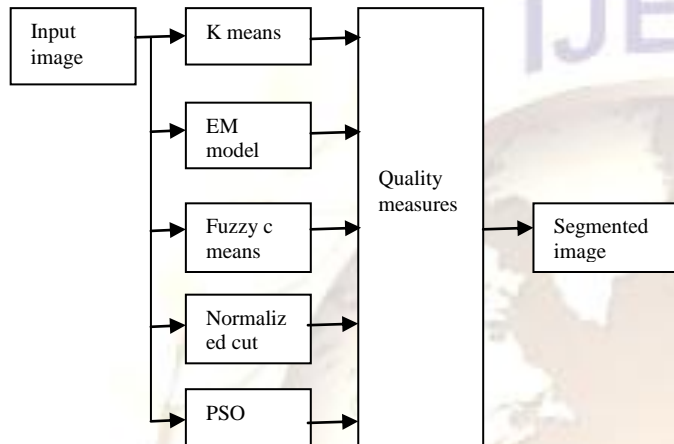 Input
image
K means
EM
model
Fuzzy c
means
Normaliz
ed cut
PSO
Quality
measures
Segmented
image